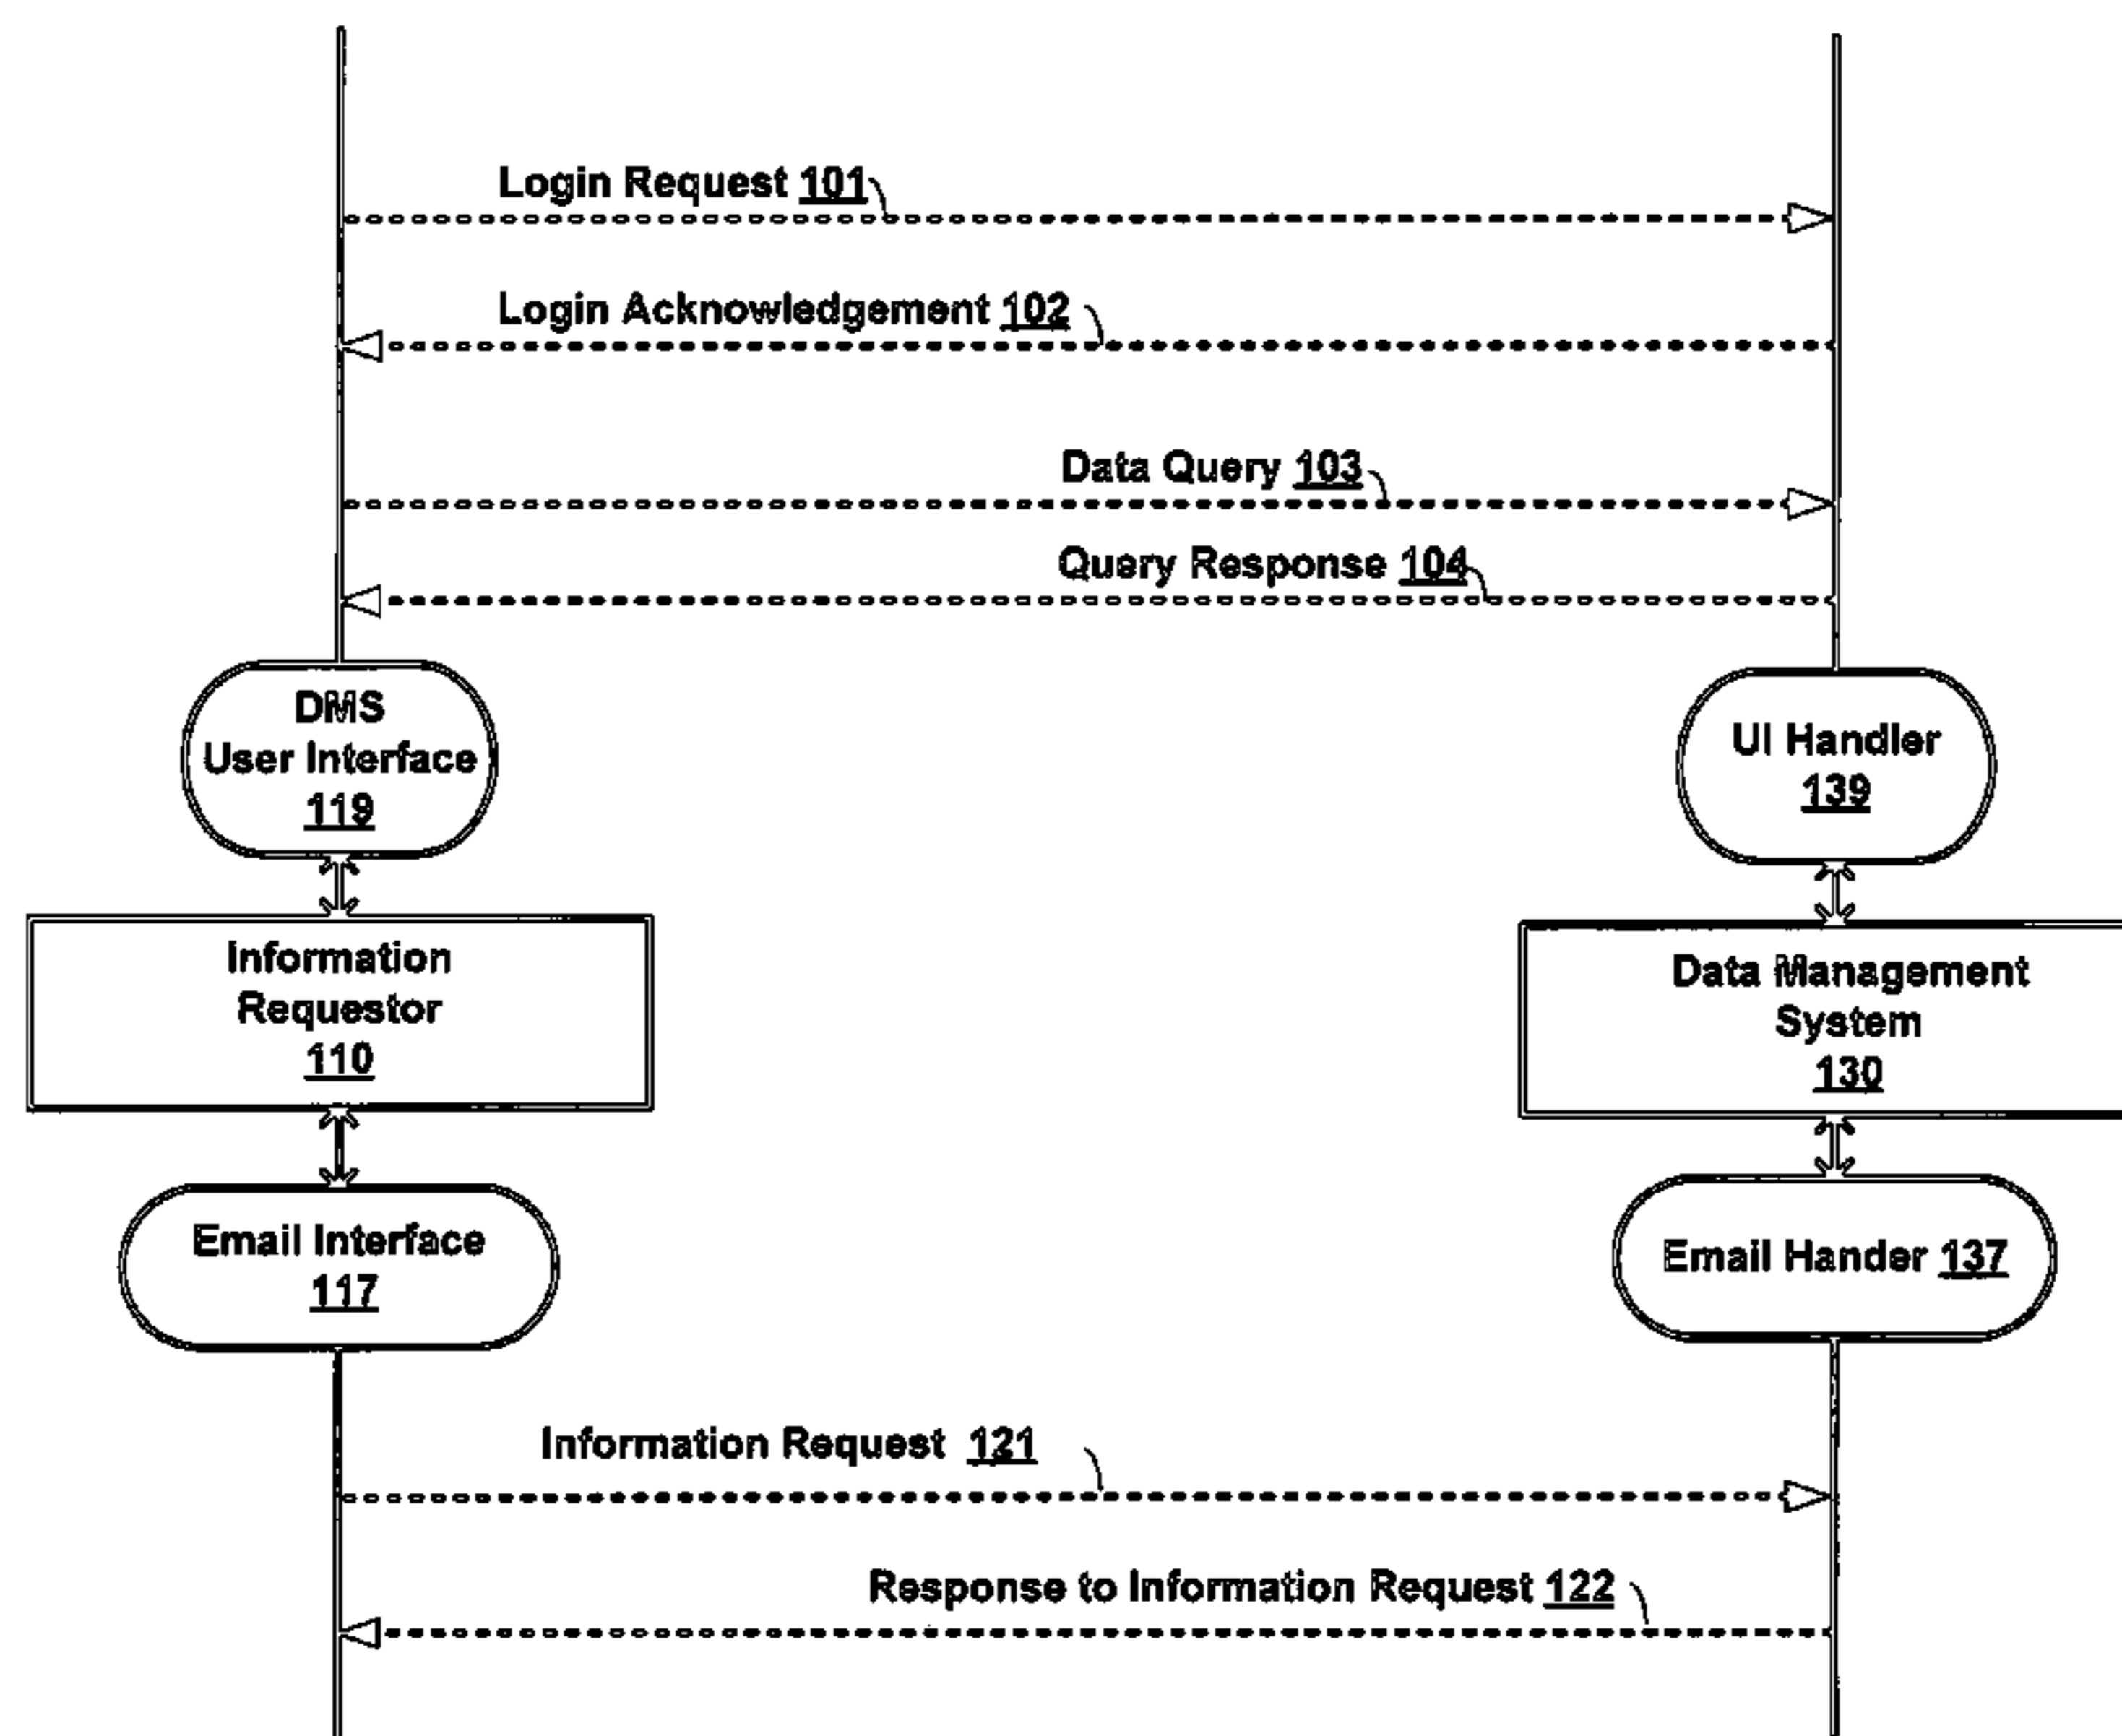 Login Request 101
Login Acknowledgement 102
Data Query 103
Query Response 104
DMS
User Interface
119
UI Handler
139
Information
Requestor
110
Data Management
System
130
Email Interface
117
Email Hander 137
Information Request 121
Response to Information Request 122